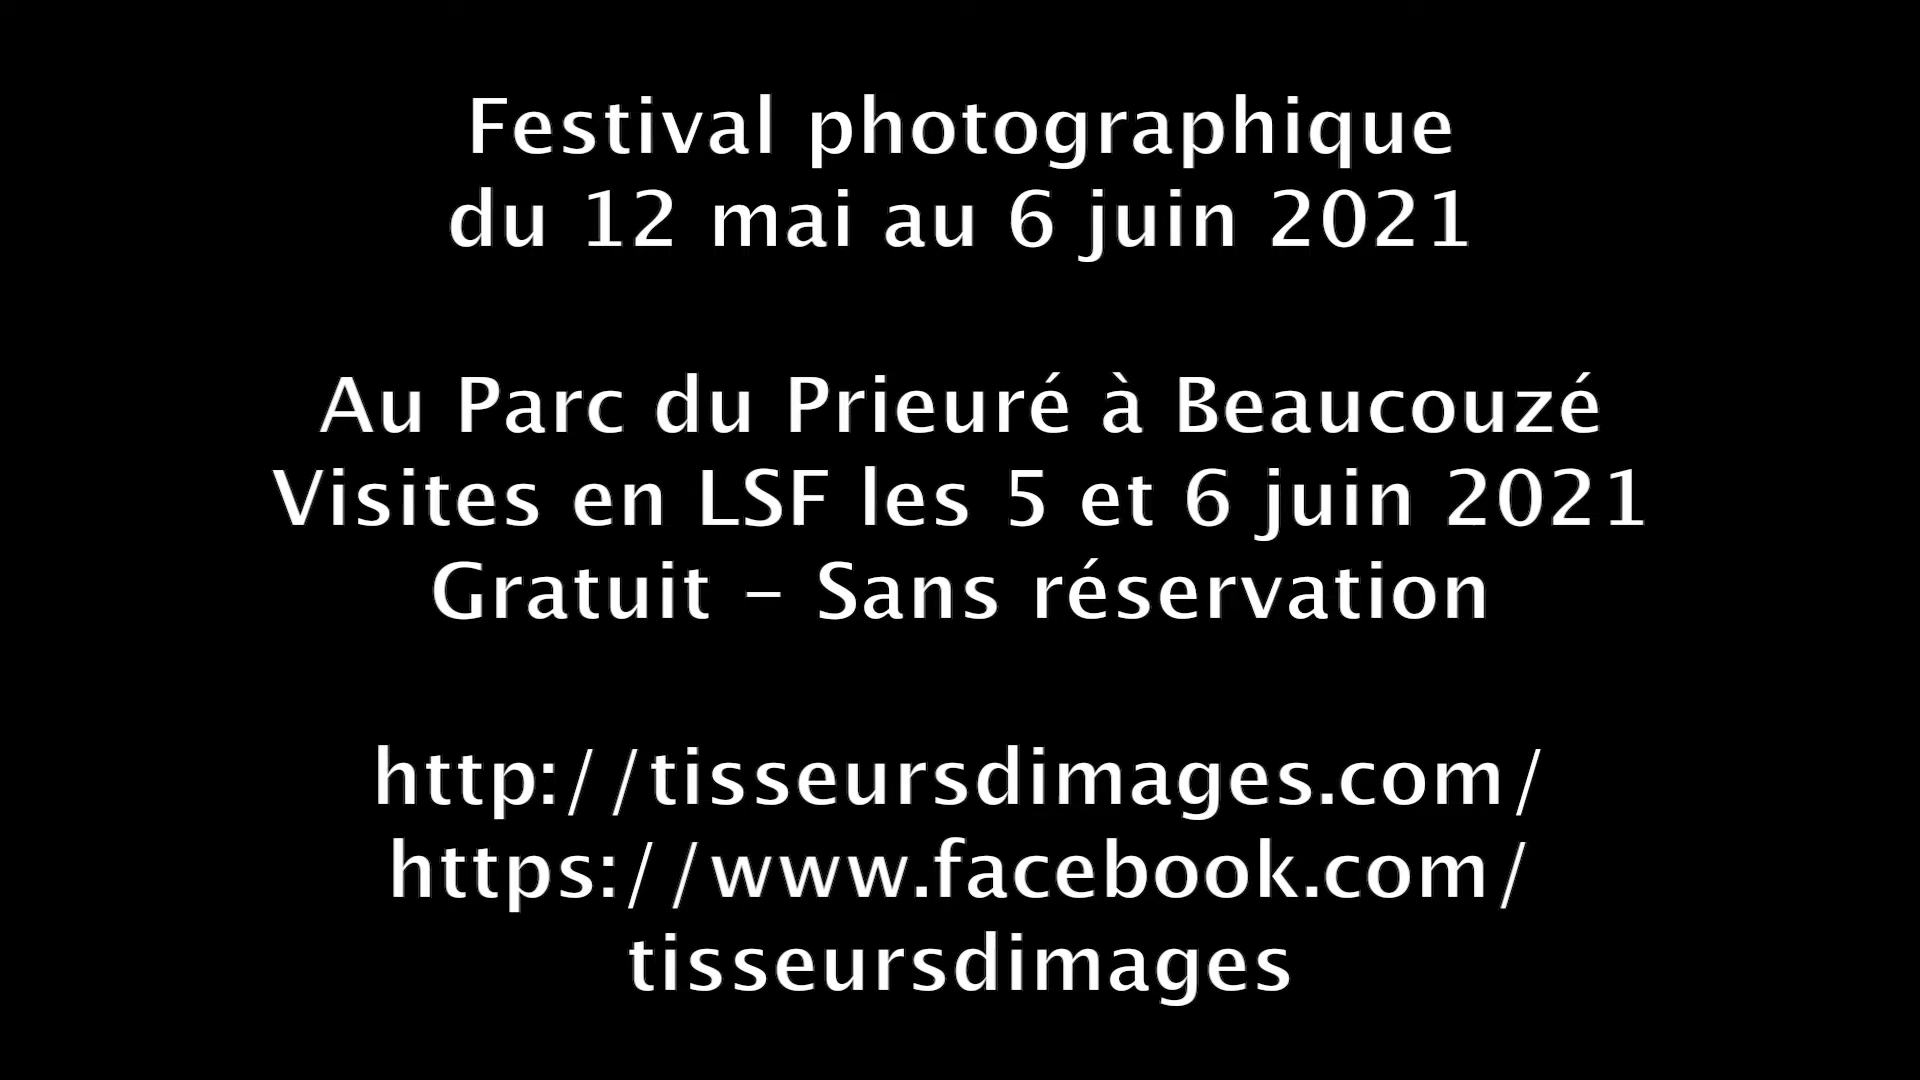 Festival photographique
du 12 mai au 6 juin 2021
Au Parc du Prieuré à Beaucouzé
Visites en LSF les 5 et 6 juin 2021
Gratuit - Sans réservation
http://tisseursdimages.com/
https://www.facebook.com/
tisseursdimages